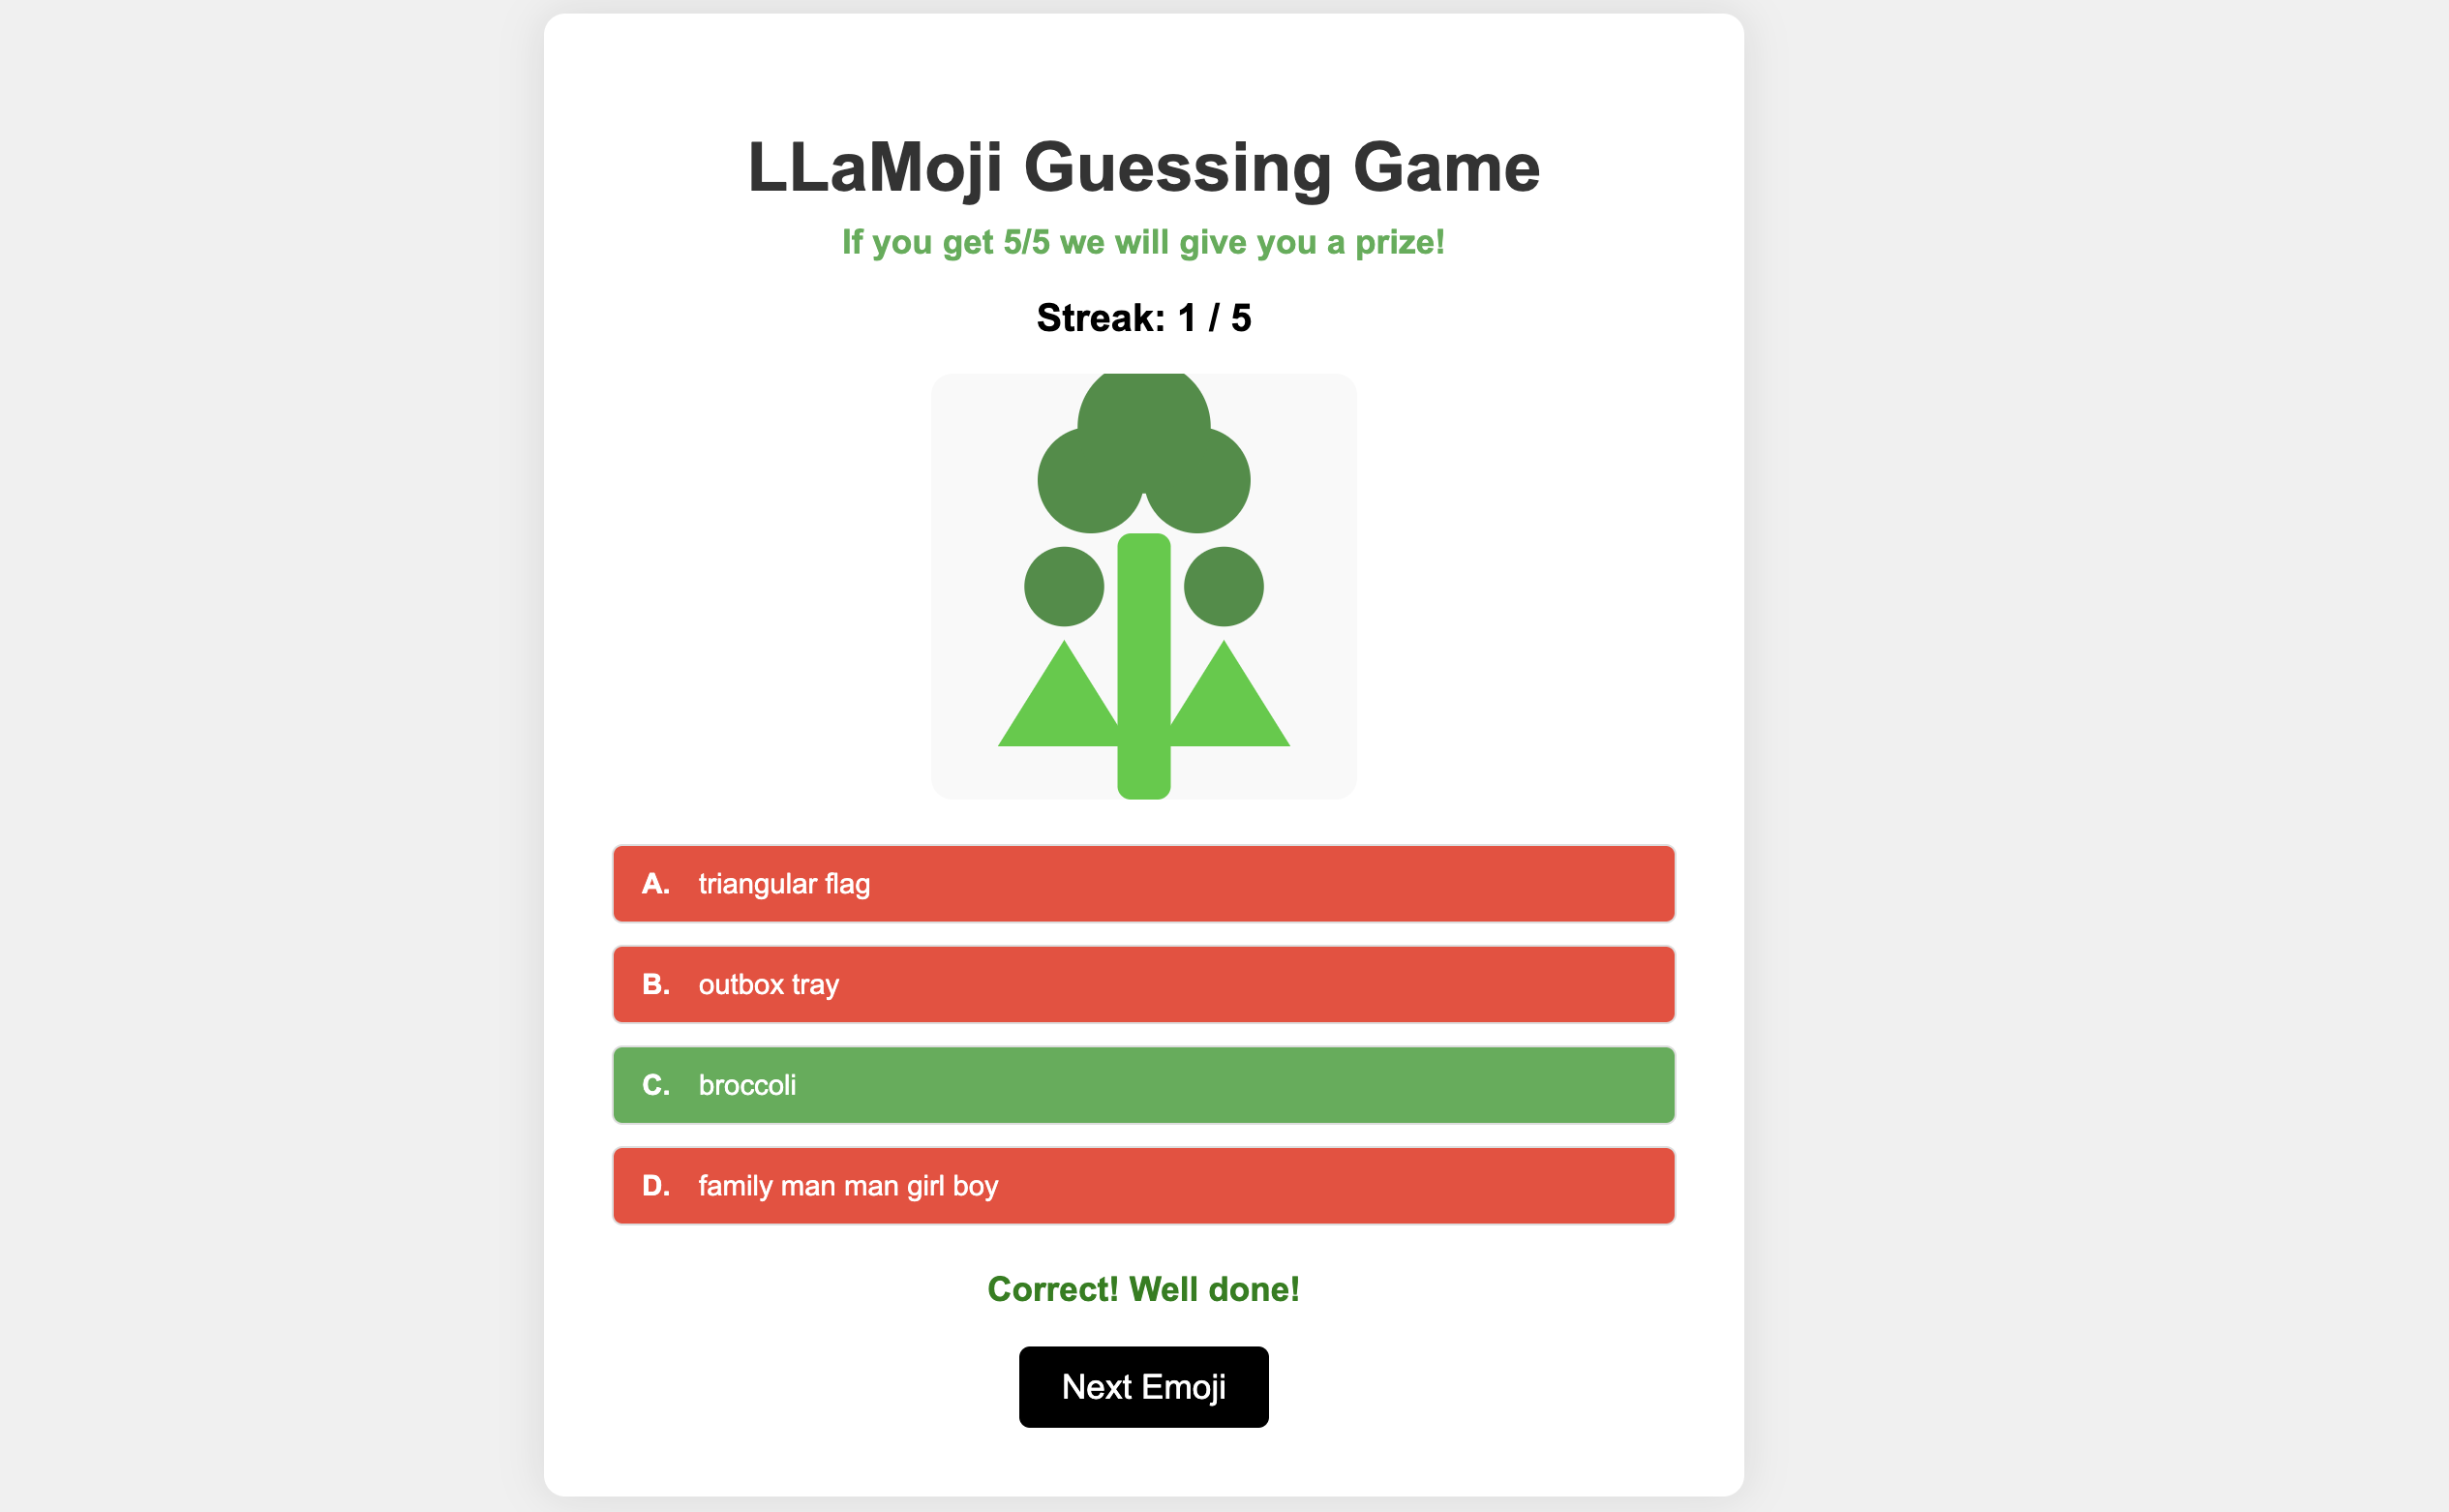 LLaMoji Guessing Game
If you get 5/5 we will give you a prize!
Streak: 1 / 5
A. triangular flag
B. outbox tray
C. broccoli
D. family man man girl boy
Correct! Well done!
Next Emoji